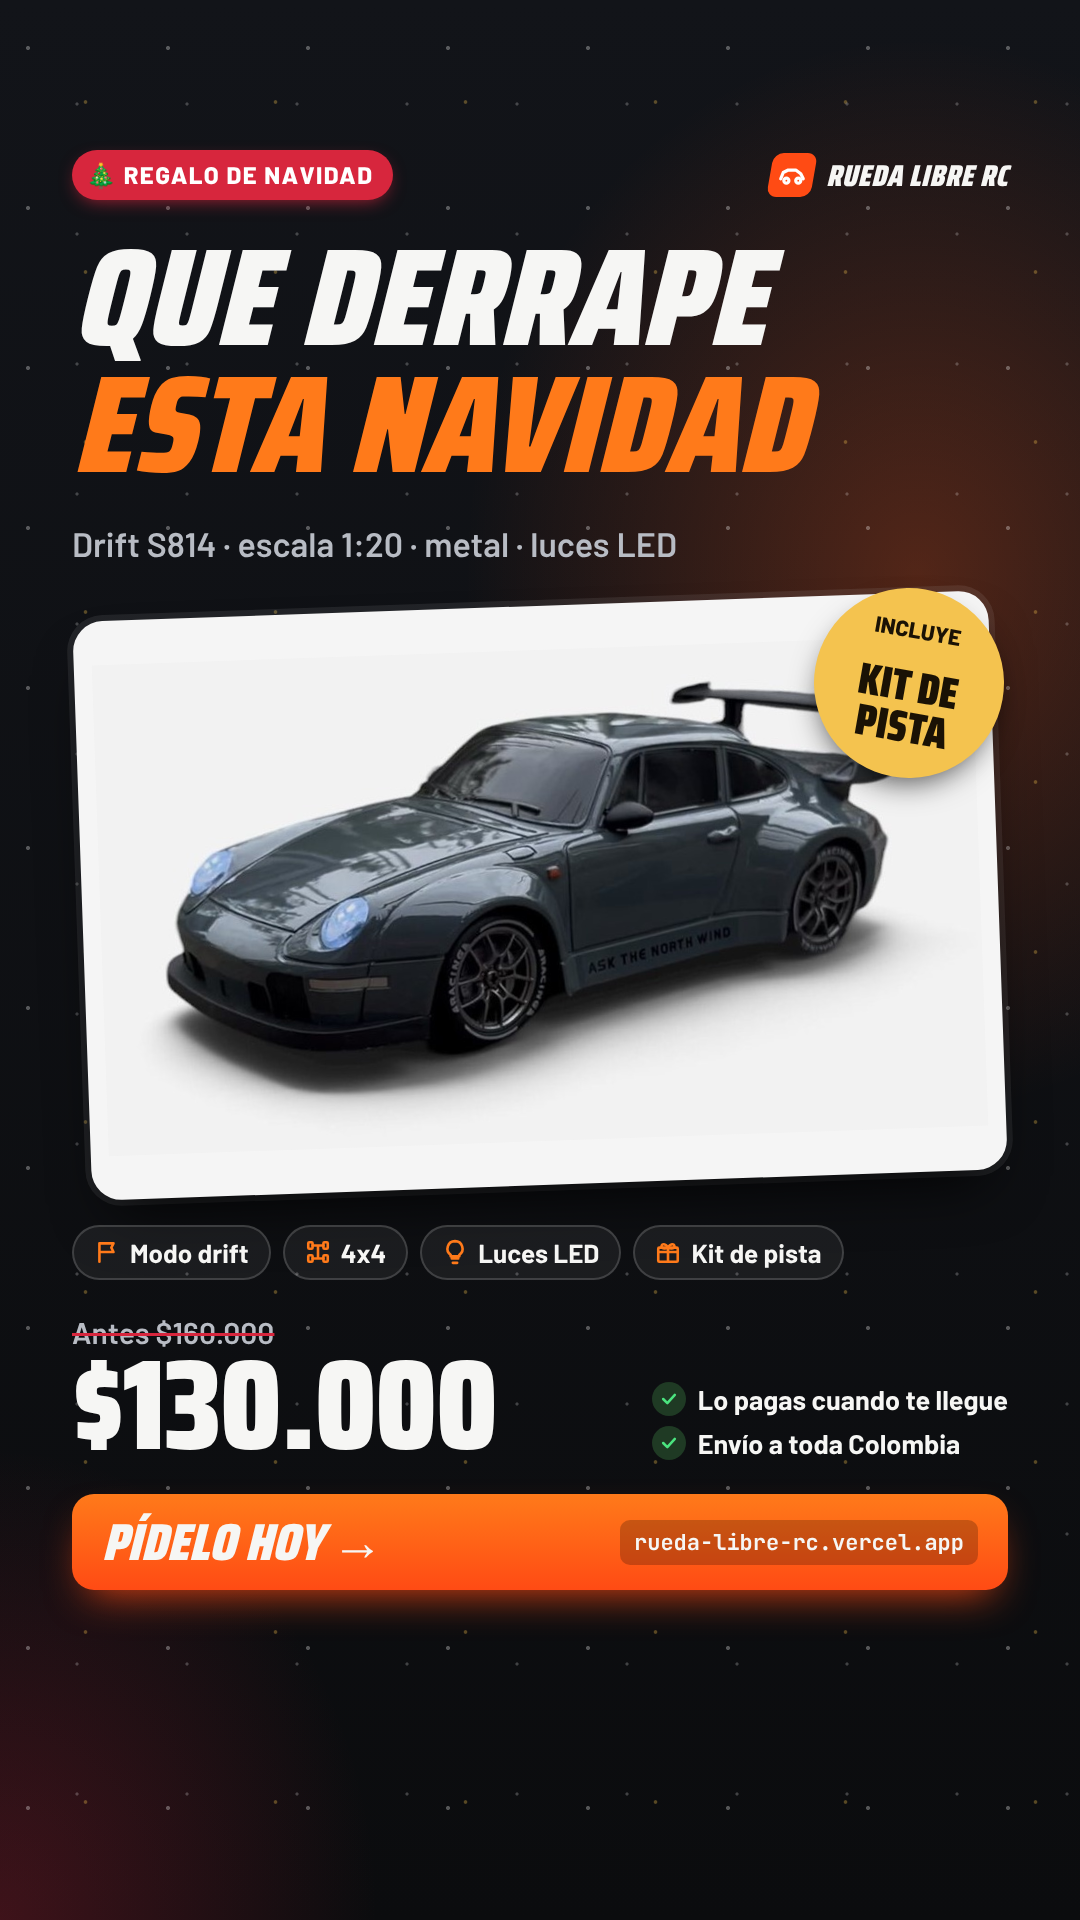 🎄 REGALO DE NAVIDAD
RUEDA LIBRE RC
QUE DERRAPE
ESTA NAVIDAD
Drift S814 · escala 1:20 · metal · luces LED
INCLUYE
KIT DE
PISTA
ASK THE NORTH WIND
ARACING
ARACINGA
Modo drift
4x4
Luces LED
Kit de pista
Antes $160.000
$130.000
Lo pagas cuando te llegue
Envío a toda Colombia
PÍDELO HOY →
rueda-libre-rc.vercel.app